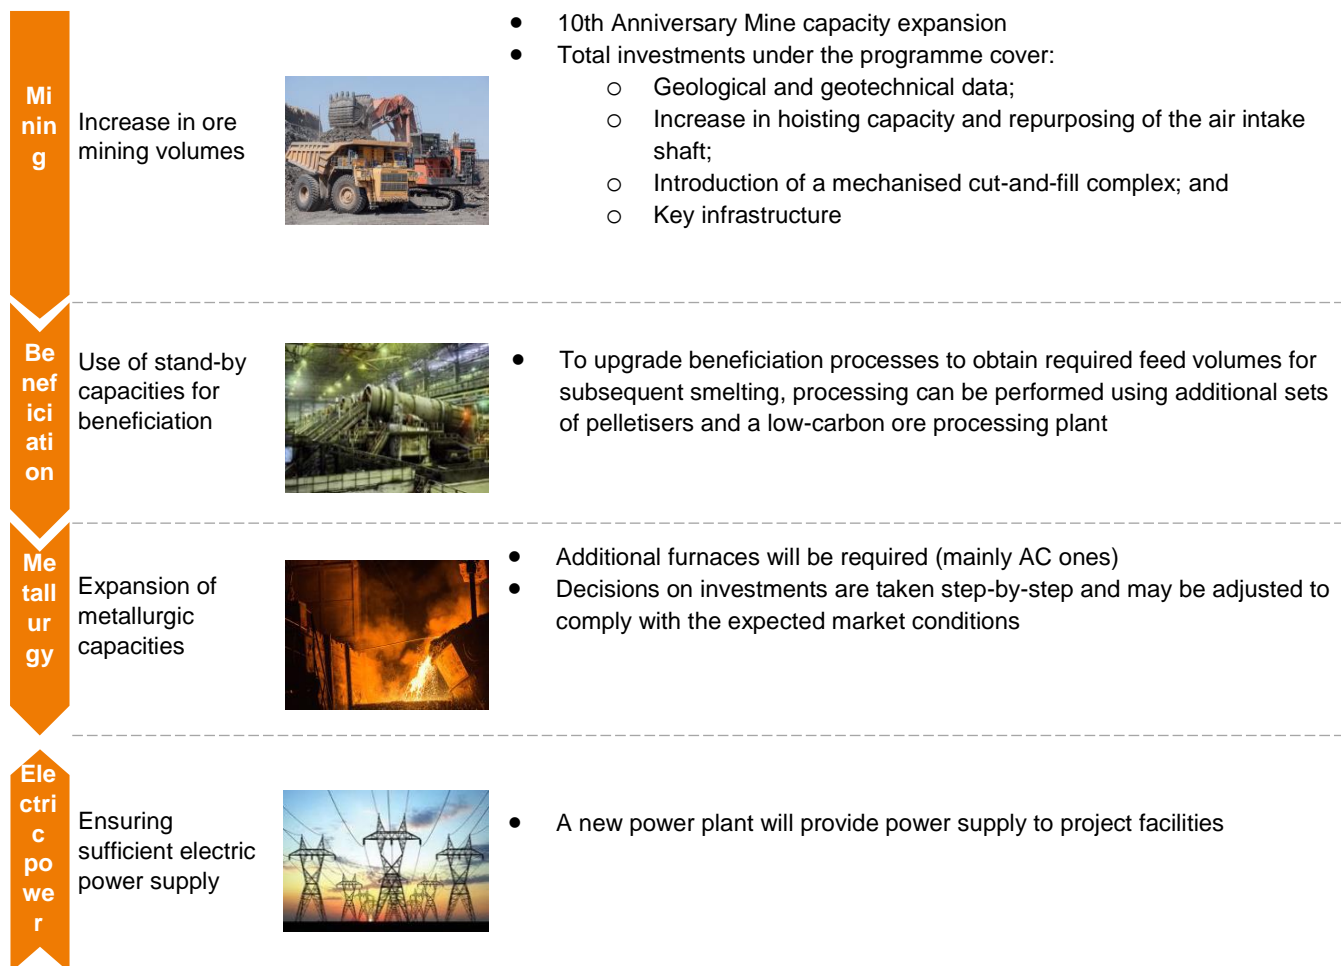 Mi
nin
g
Increase in ore
mining volumes
● 10th Anniversary Mine capacity expansion
● Total investments under the programme cover:
o Geological and geotechnical data;
o Increase in hoisting capacity and repurposing of the air intake
shaft;
o Introduction of a mechanised cut-and-fill complex; and
o Key infrastructure
Be
nef
ici
ati
on
Use of stand-by
capacities for
beneficiation
● To upgrade beneficiation processes to obtain required feed volumes for
subsequent smelting, processing can be performed using additional sets
of pelletisers and a low-carbon ore processing plant
Me
tall
ur
gy
Expansion of
metallurgic
capacities
● Additional furnaces will be required (mainly AC ones)
● Decisions on investments are taken step-by-step and may be adjusted to
comply with the expected market conditions
Ele
ctri
c
po
we
r
Ensuring
sufficient electric
power supply
● A new power plant will provide power supply to project facilities